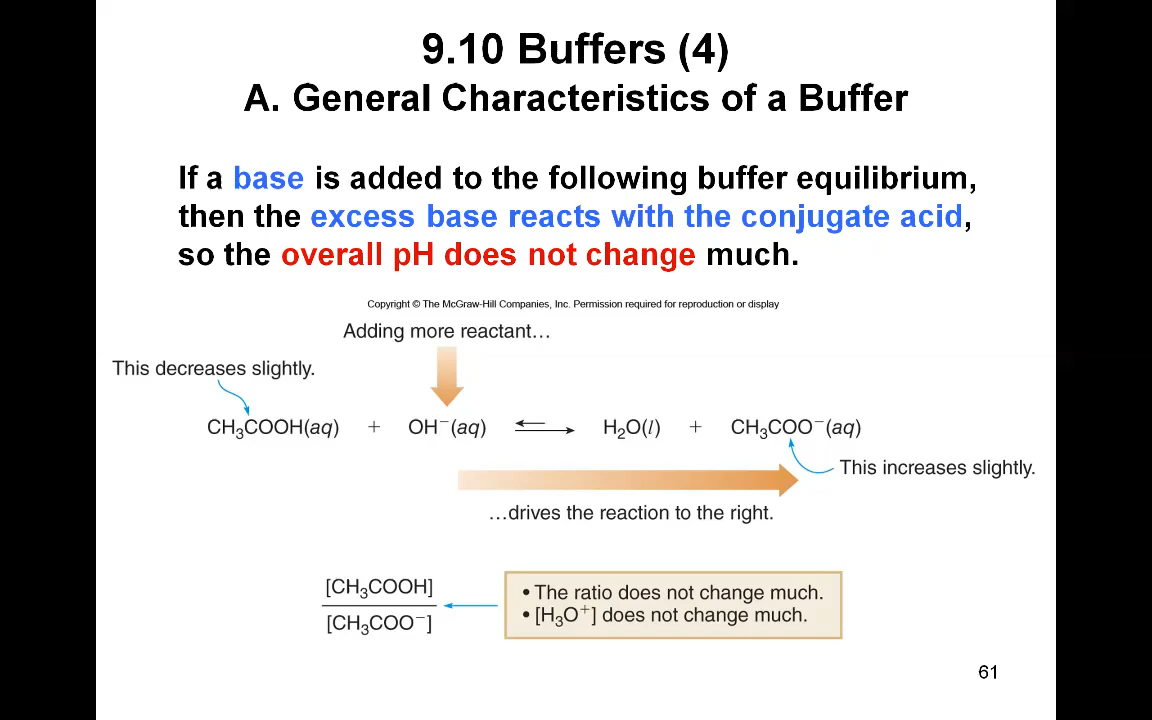 9.10 Buffers (4)
A. General Characteristics of a Buffer
If a base is added to the following buffer equilibrium,
then the excess base reacts with the conjugate acid,
so the overall pH does not change much.
Copyright © The McGraw-Hill Companies, Inc. Permission required for reproduction or display
Adding more reactant…
This decreases slightly.
CH₃COOH(aq) + OH⁻(aq) ⇌ H₂O(l) + CH₃COO⁻(aq)
This increases slightly.
…drives the reaction to the right.
[CH₃COOH]
[CH₃COO⁻]
• The ratio does not change much.
• [H₃O⁺] does not change much.
61